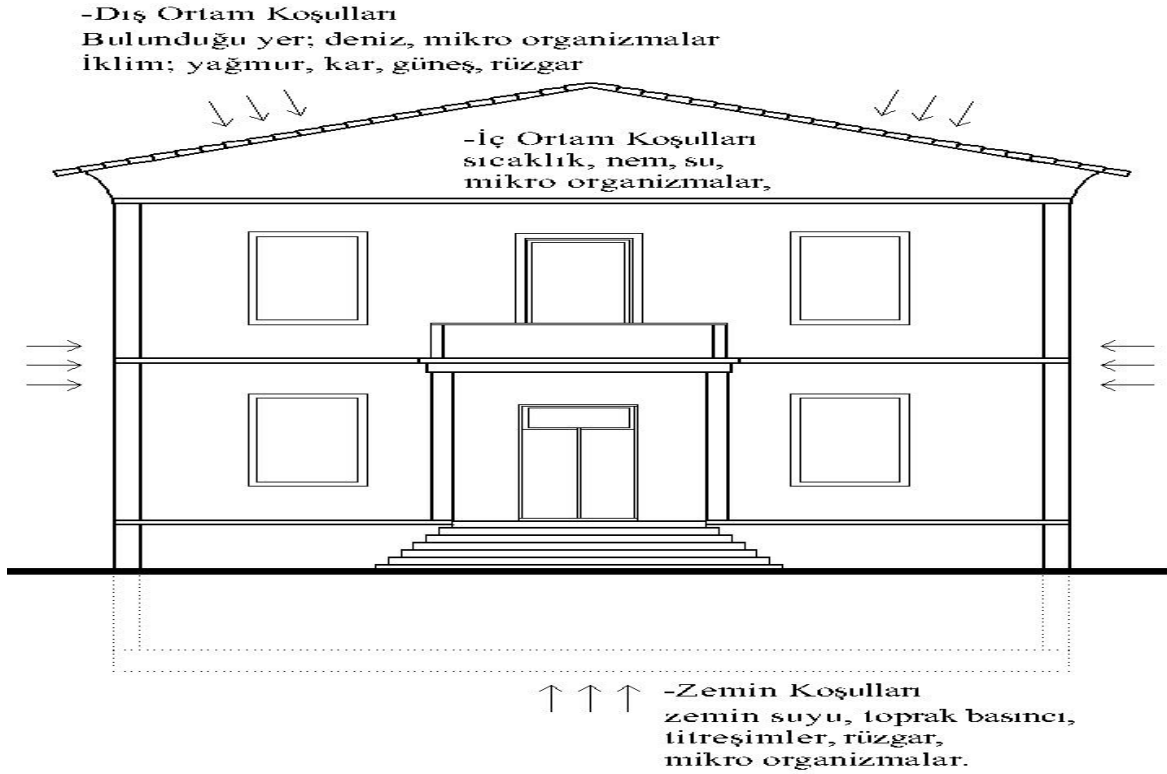 -Dış Ortam Koşulları
Bulunduğu yer; deniz, mikro organizmalar
İklim; yağmur, kar, güneş, rüzgar
-İç Ortam Koşulları
sıcaklık, nem, su,
mikro organizmalar,
-Zemin Koşulları
zemin suyu, toprak basıncı,
titreşimler, rüzgar,
mikro organizmalar.